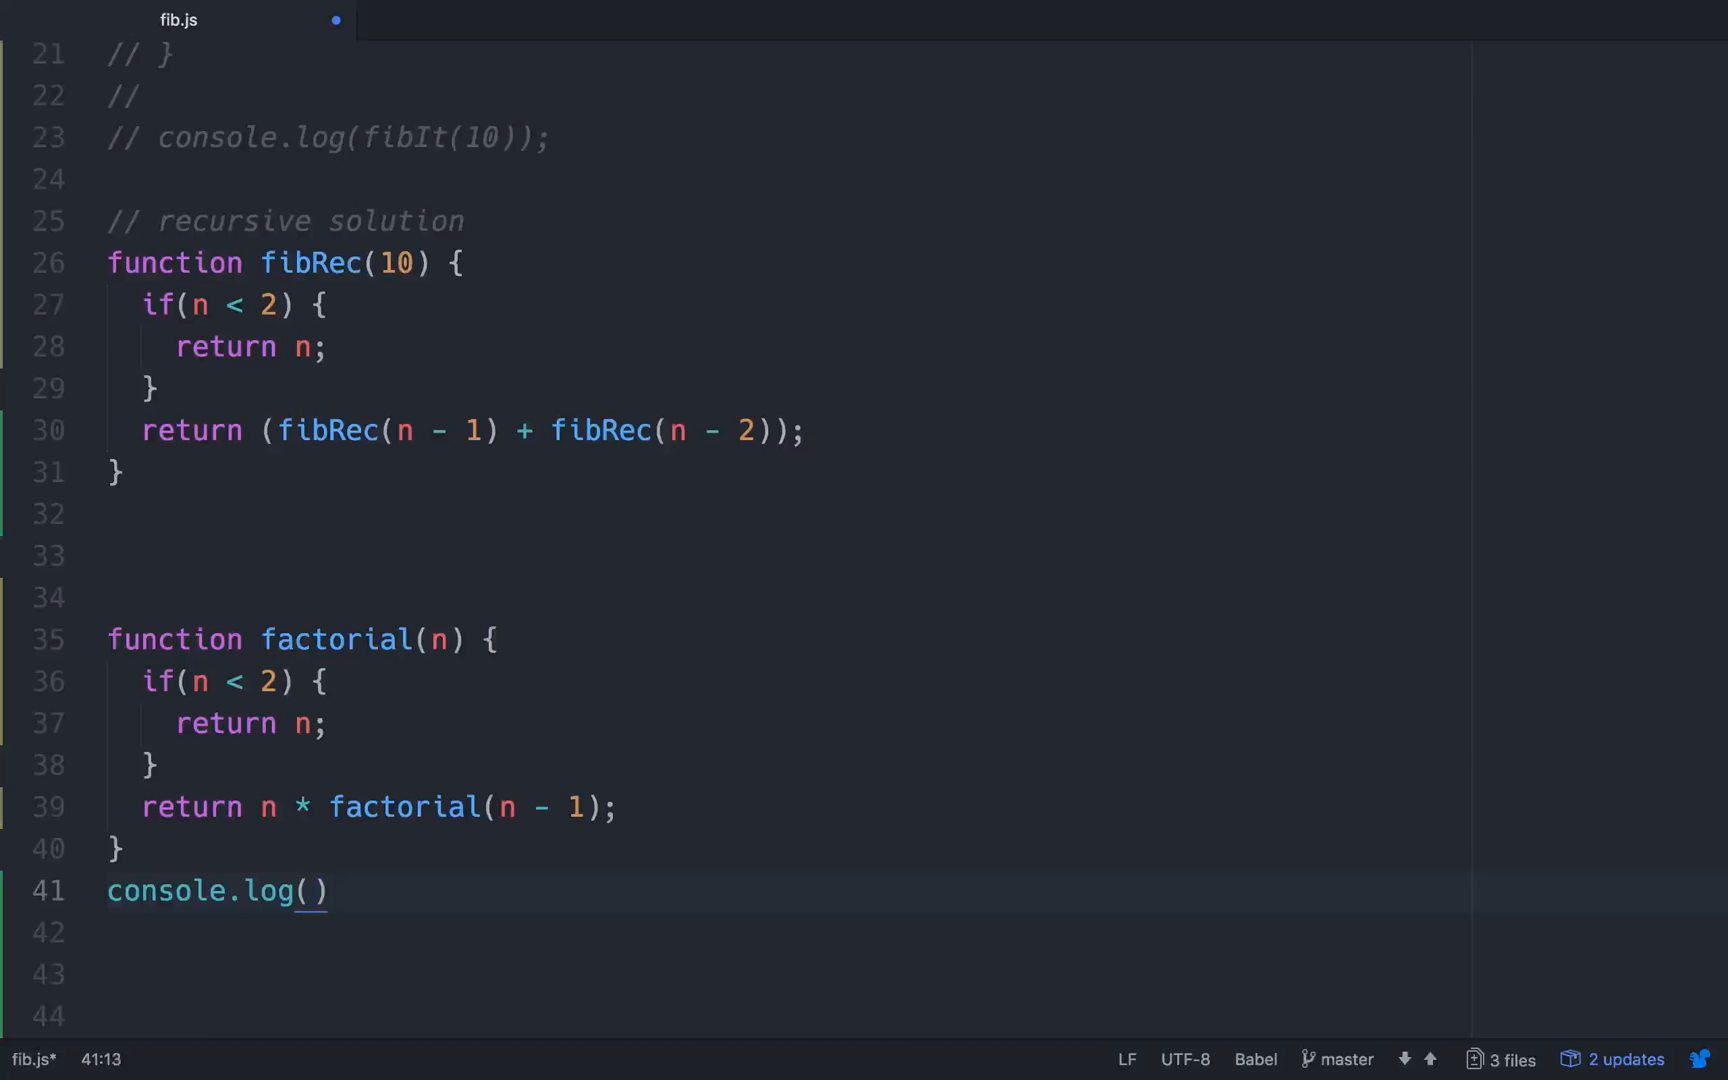 fib.js
21 // }
22 //
23 // console.log(fibIt(10));
24
25 // recursive solution
26 function fibRec(10) {
27 if(n < 2) {
28 return n;
29 }
30 return (fibRec(n - 1) + fibRec(n - 2));
31 }
32
33
34
35 function factorial(n) {
36 if(n < 2) {
37 return n;
38 }
39 return n * factorial(n - 1);
40 }
41 console.log()
42
43
44
fib.js* 41:13 LF UTF-8 Babel master 3 files 2 updates